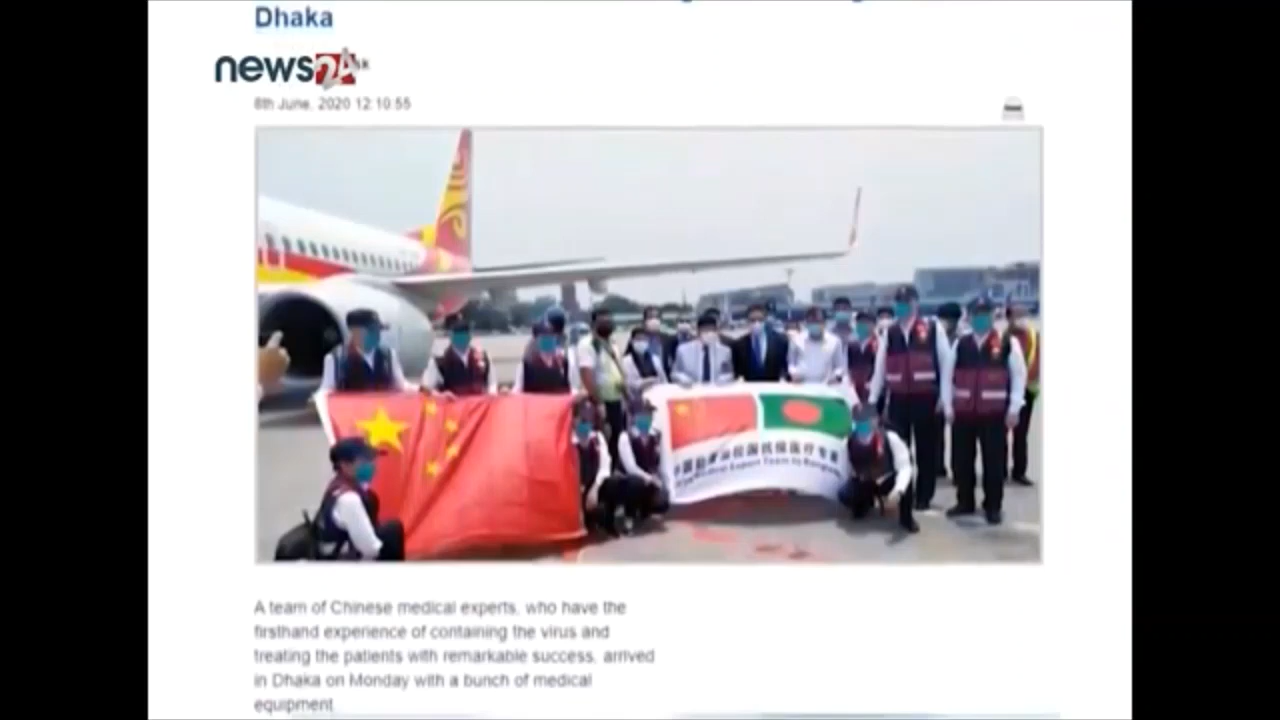 Dhaka
news24
8th June, 2020 12:10:55
A team of Chinese medical experts, who have the
firsthand experience of containing the virus and
treating the patients with remarkable success, arrived
in Dhaka on Monday with a bunch of medical
equipment